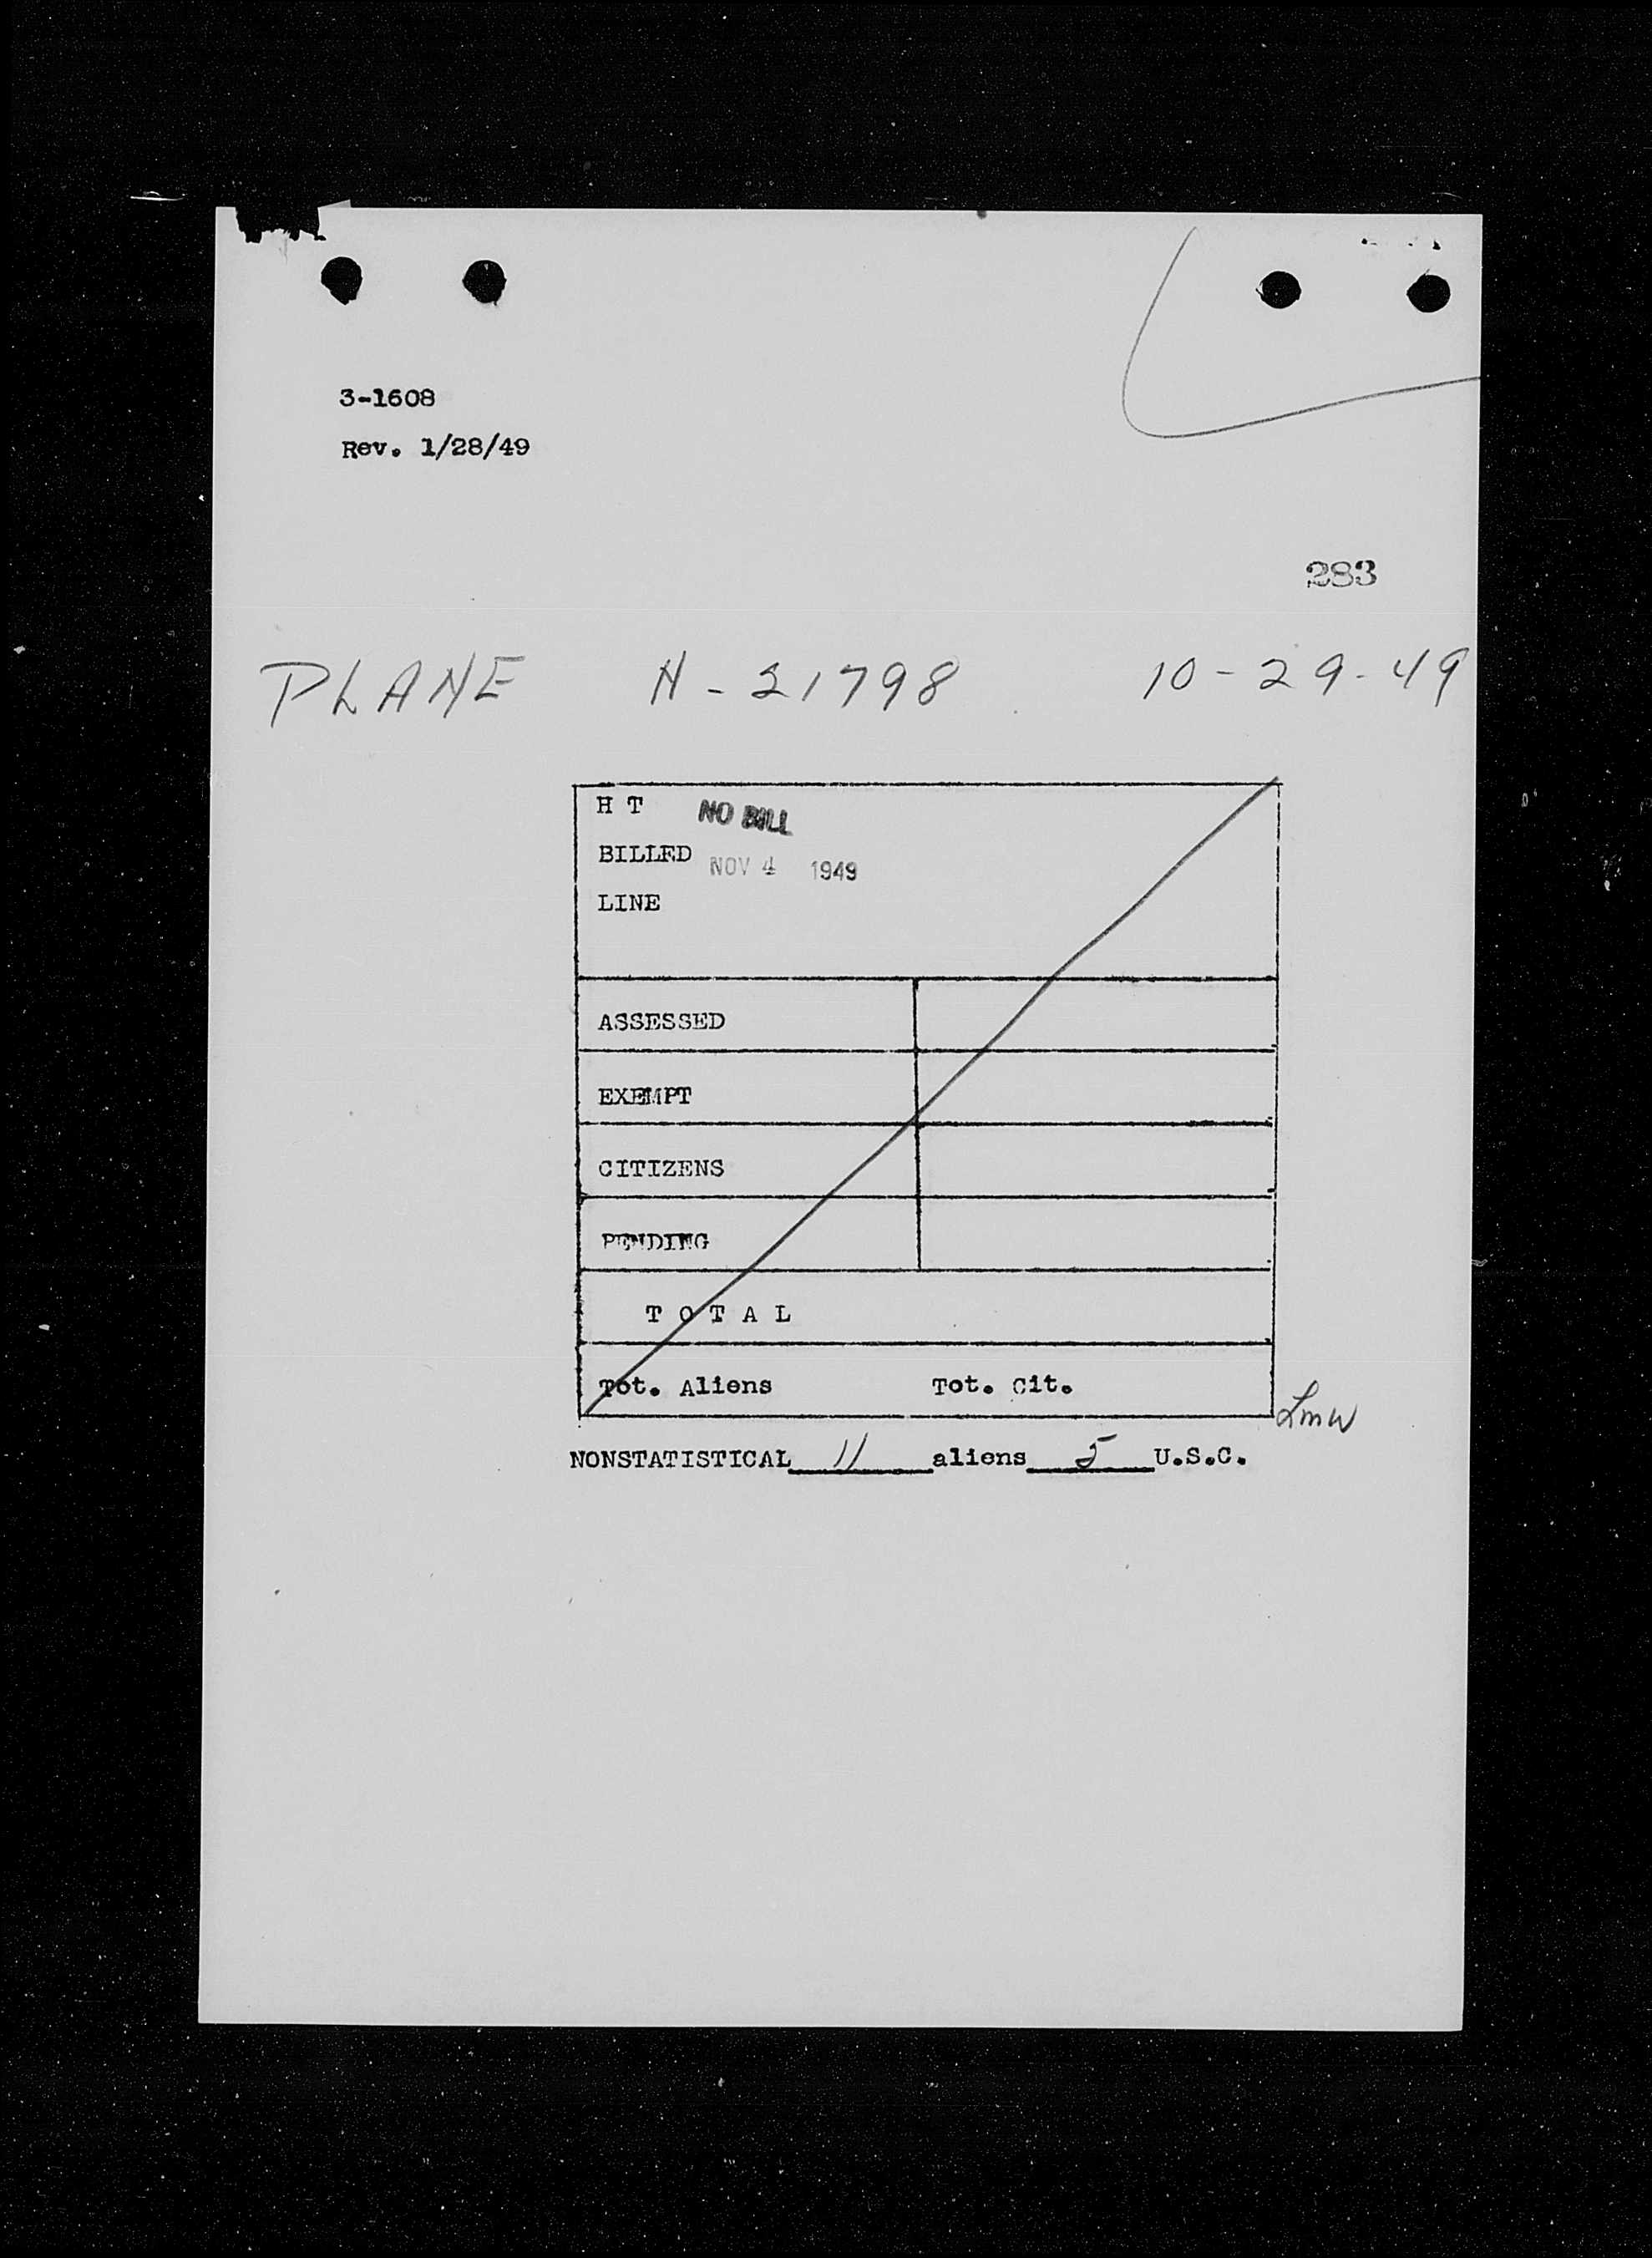 3-1608
Rev. 1/28/49
283
PLANE N-21798 10-29-49
H T NO BILL
BILLED NOV 4 1949
LINE
ASSESSED
EXEMPT
CITIZENS
PENDING
T O T A L
Tot. Aliens Tot. Cit.
Lmw
NONSTATISTICAL 11 aliens 5 U.S.C.